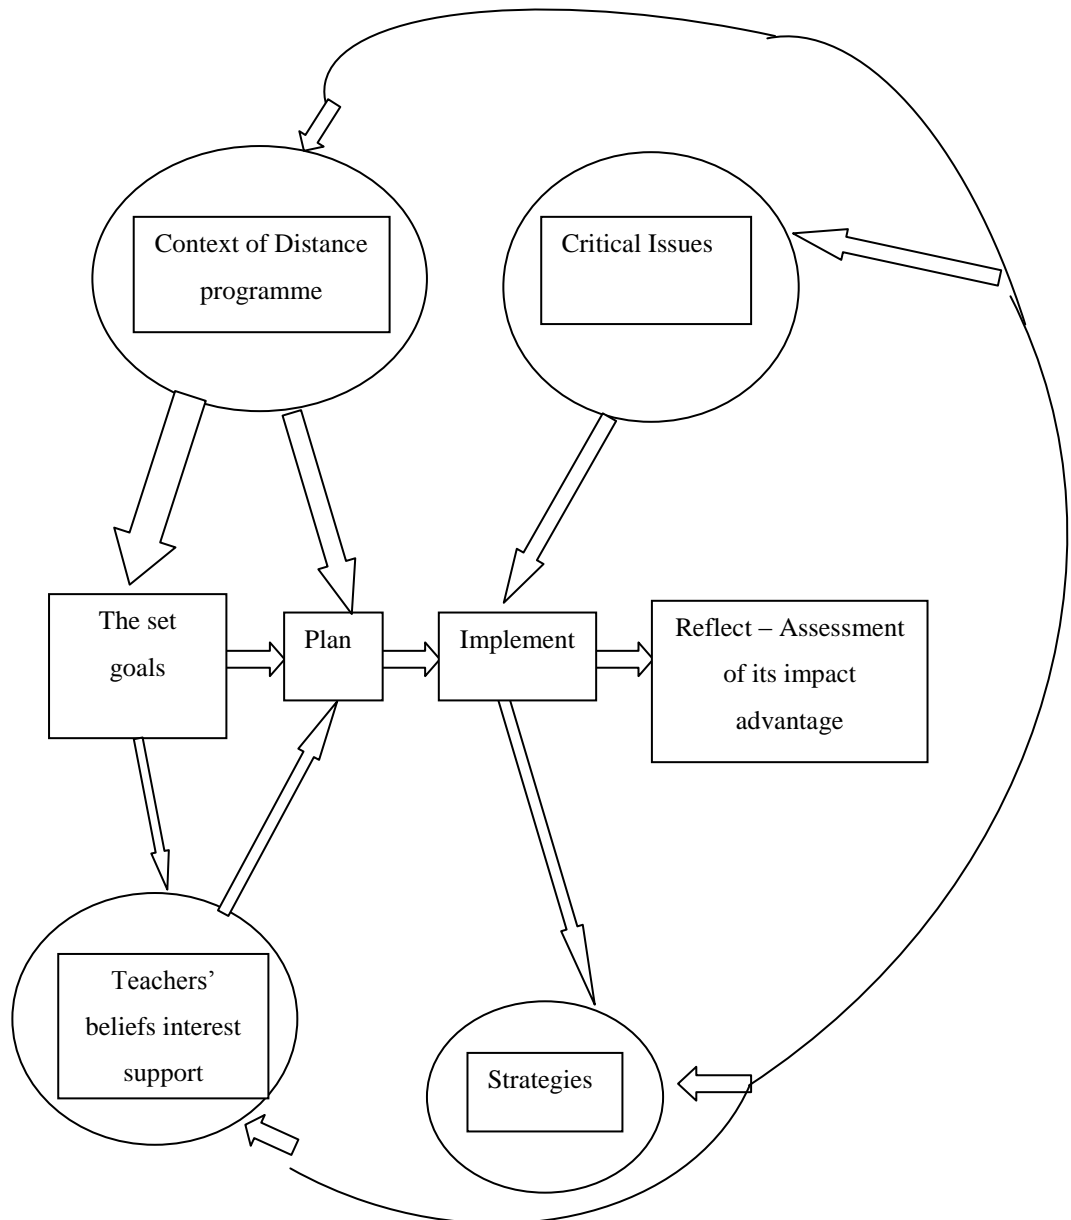 Context of Distance
programme
Critical Issues
The set
goals
Plan
Implement
Reflect – Assessment
of its impact
advantage
Teachers’
beliefs interest
support
Strategies